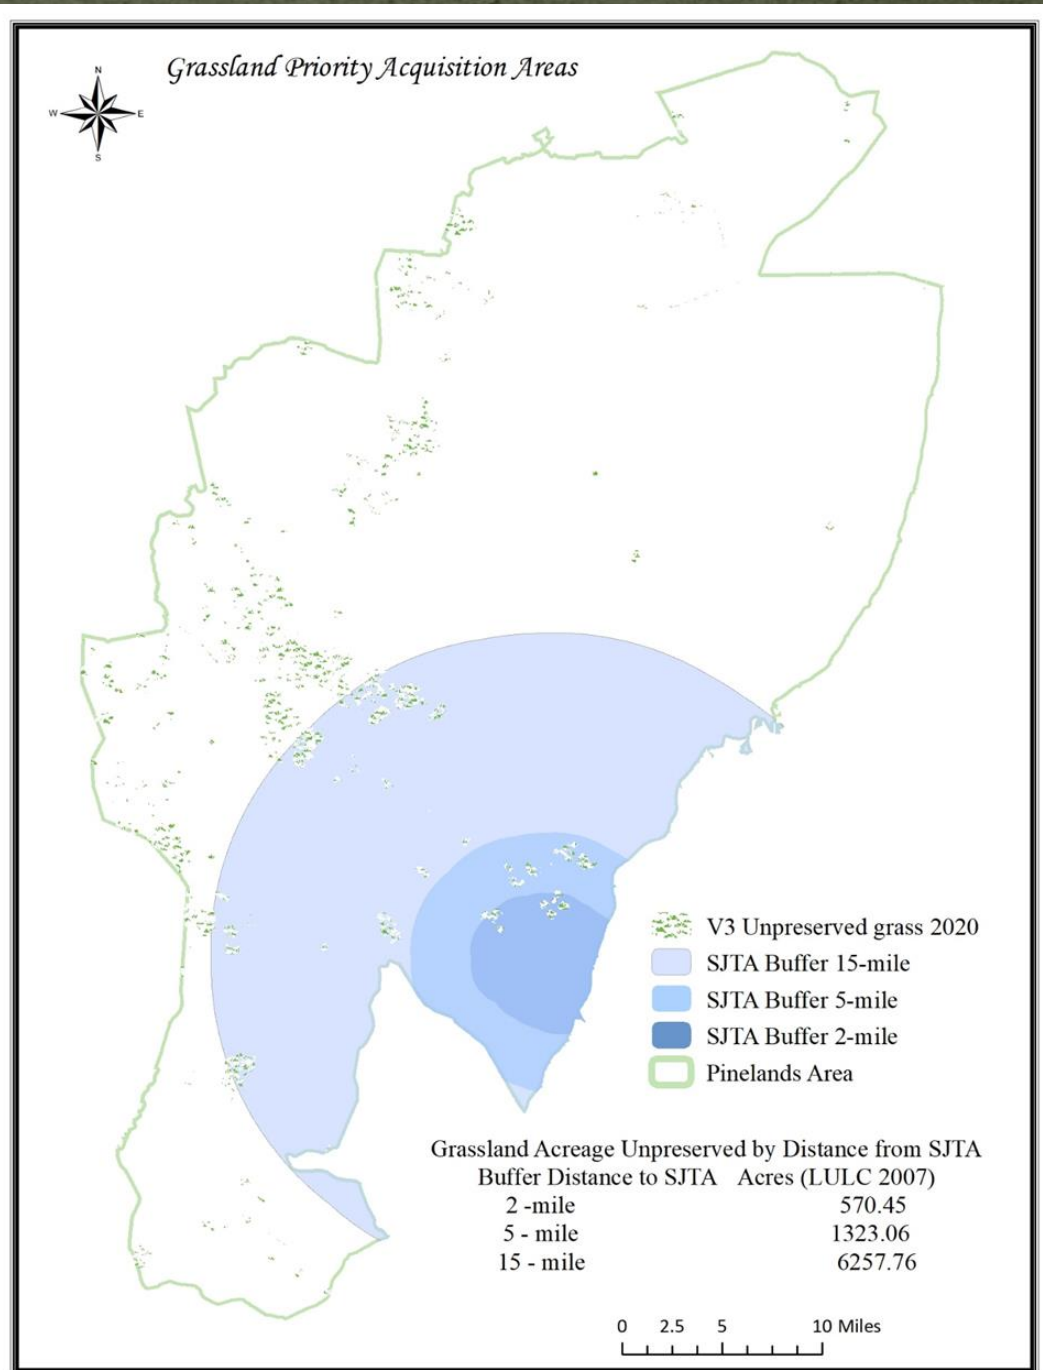 Grassland Priority Acquisition Areas
N
W E
S
V3 Unpreserved grass 2020
SJTA Buffer 15-mile
SJTA Buffer 5-mile
SJTA Buffer 2-mile
Pinelands Area
Grassland Acreage Unpreserved by Distance from SJTA
Buffer Distance to SJTA Acres (LULC 2007)
2 -mile 570.45
5 - mile 1323.06
15 - mile 6257.76
0 2.5 5 10 Miles